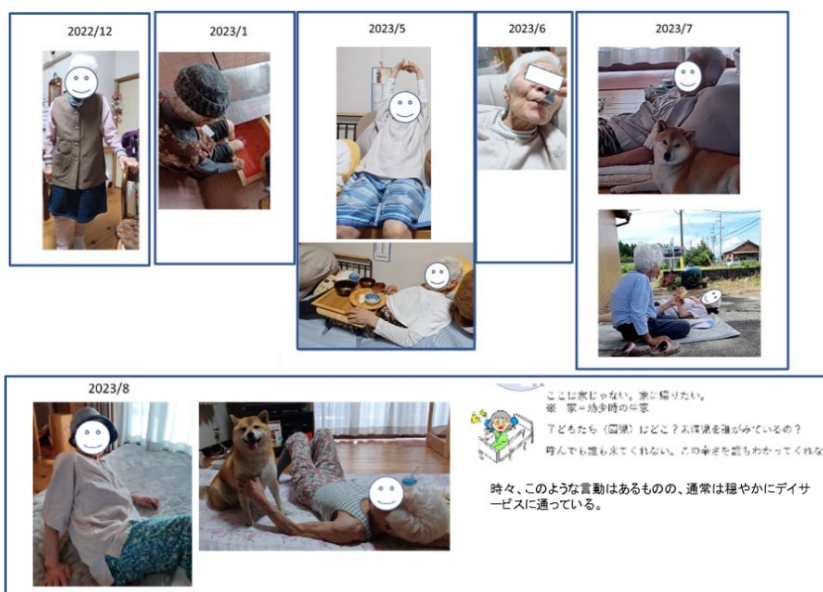 2022/12
2023/1
2023/5
2023/6
2023/7
2023/8
ここは家じゃない。家に帰りたい。
※ 家＝幼少時の生家
子どもたち（園児）はどこ？未満児を誰がみているの？
呼んでも誰も来てくれない。この辛さを誰もわかってくれな
時々、このような言動はあるものの、通常は穏やかにデイサ
ービスに通っている。